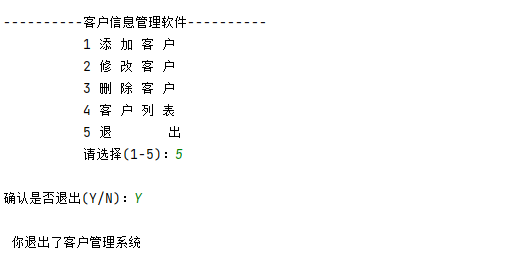 ----------客户信息管理软件----------
1 添 加 客 户
2 修 改 客 户
3 删 除 客 户
4 客 户 列 表
5 退       出
请选择(1-5)：5
确认是否退出(Y/N)：Y
你退出了客户管理系统